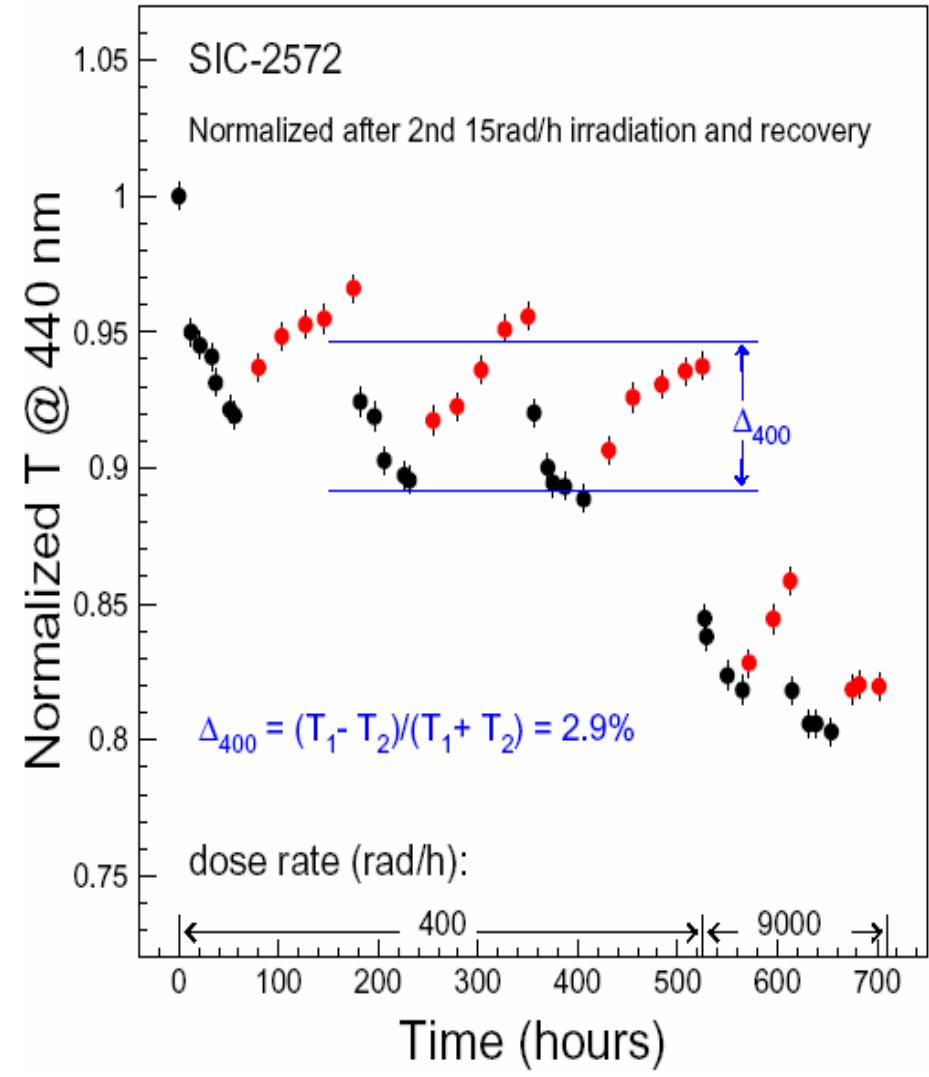 SIC-2572
Normalized after 2nd 15rad/h irradiation and recovery
Normalized T @ 440 nm
1.05
1
0.95
0.9
0.85
0.8
0.75
Δ400
Δ400 = (T1- T2)/(T1+ T2) = 2.9%
dose rate (rad/h):
400
9000
0 100 200 300 400 500 600 700
Time (hours)